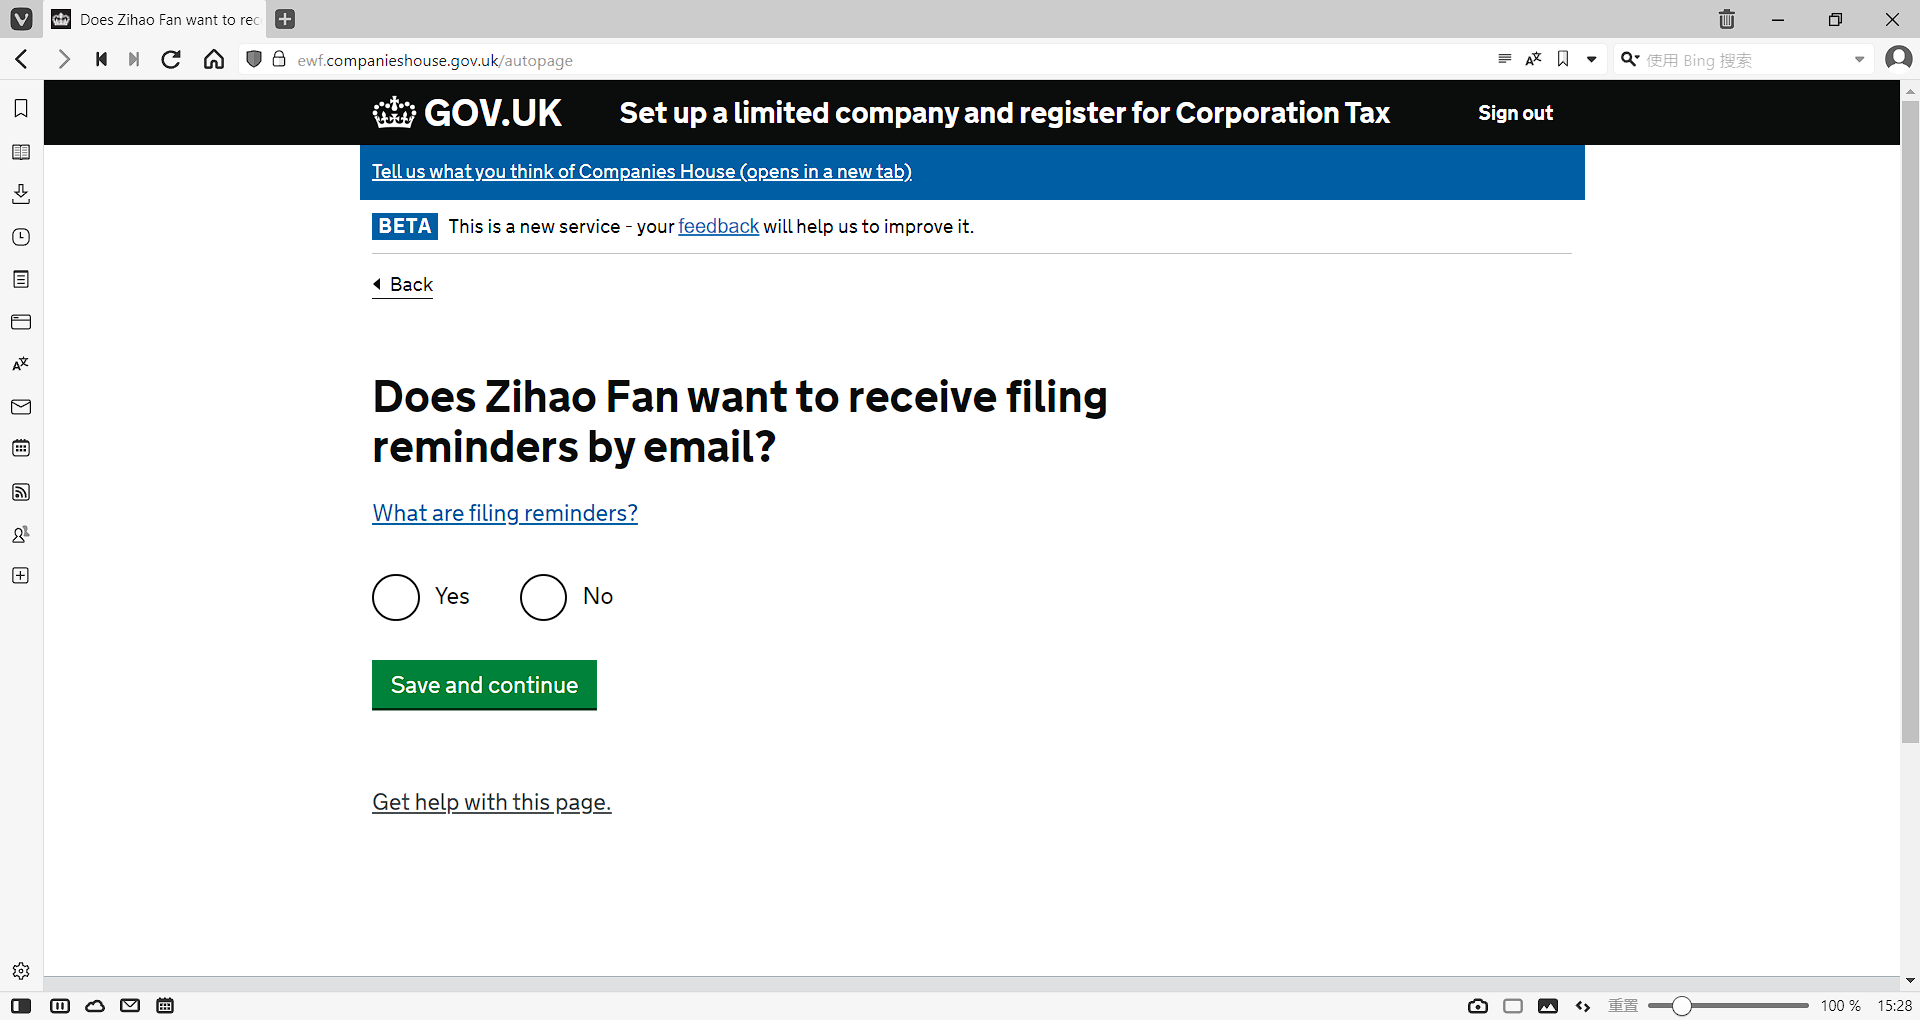 Does Zihao Fan want to rec
ewf.companieshouse.gov.uk/autopage
使用 Bing 搜索
GOV.UK
Set up a limited company and register for Corporation Tax
Sign out
Tell us what you think of Companies House (opens in a new tab)
BETA This is a new service - your feedback will help us to improve it.
Back
Does Zihao Fan want to receive filing
reminders by email?
What are filing reminders?
Yes No
Save and continue
Get help with this page.
重置 100 % 15:28